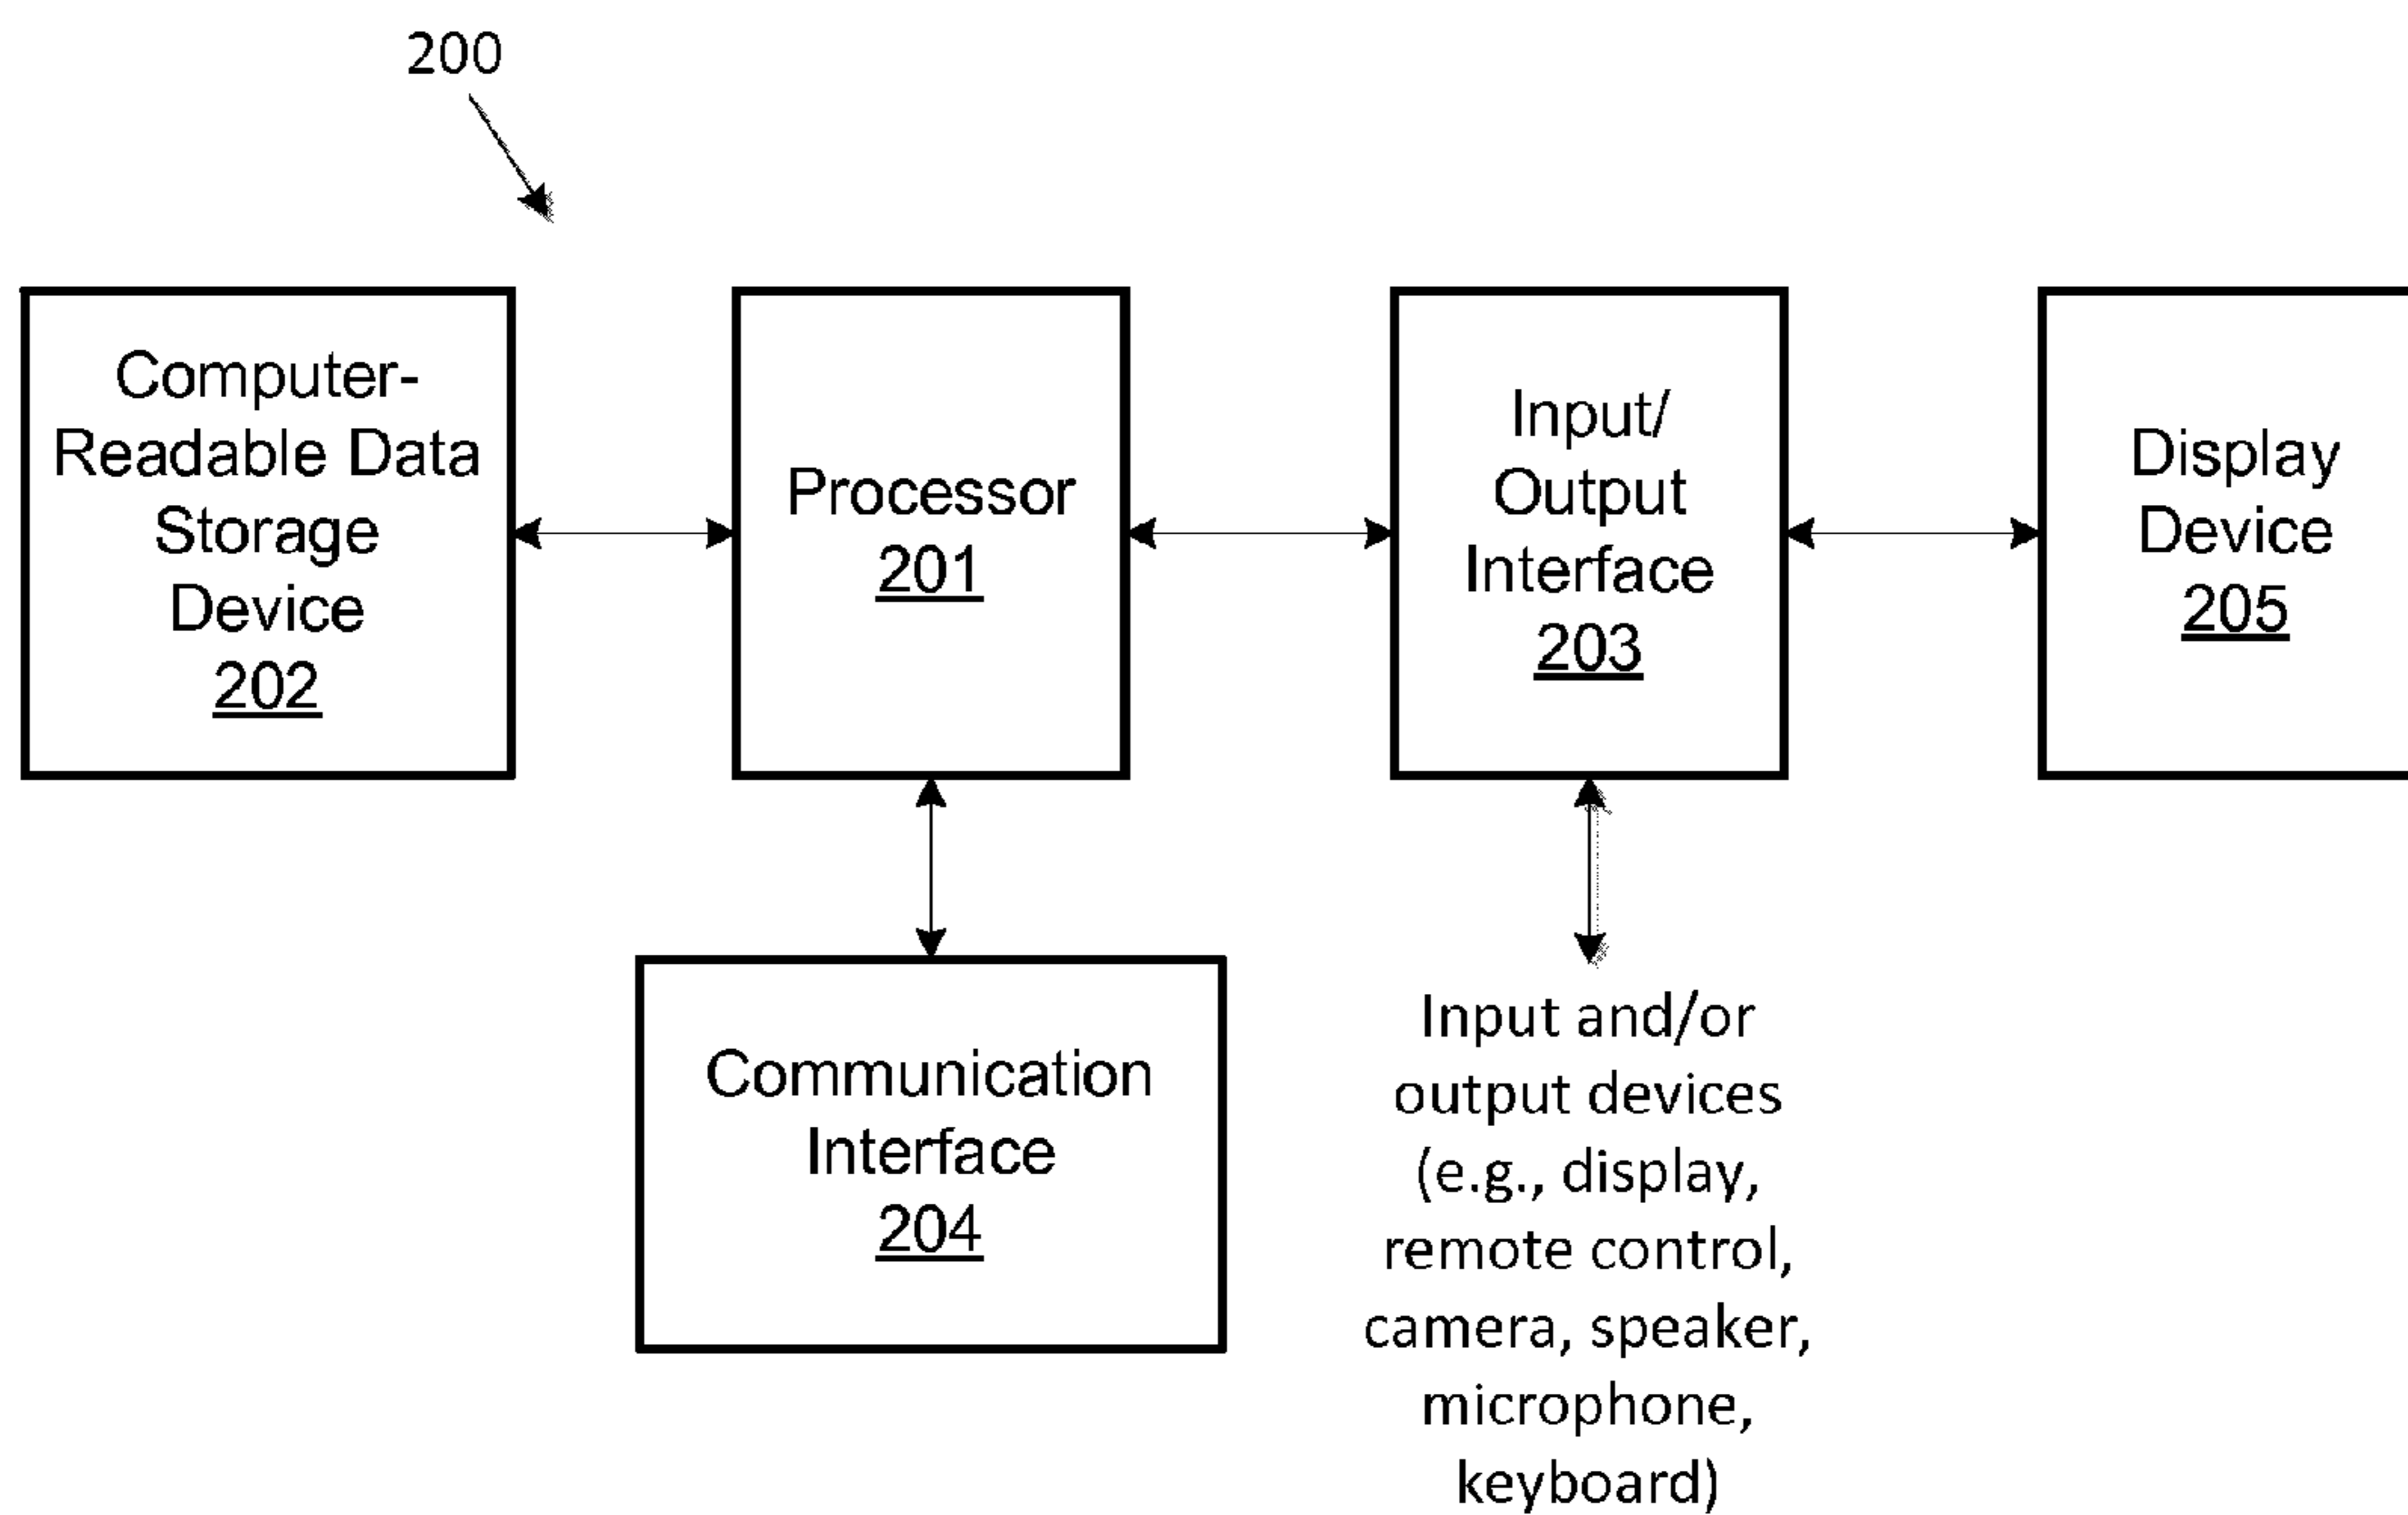 200
Computer-
Readable Data
Storage
Device
202
Processor
201
Input/
Output
Interface
203
Display
Device
205
Communication
Interface
204
Input and/or
output devices
(e.g., display,
remote control,
camera, speaker,
microphone,
keyboard)